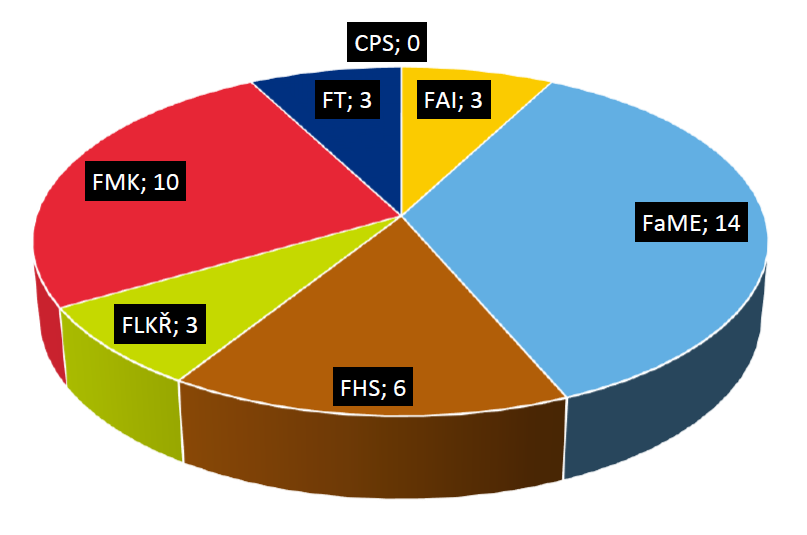 CPS; 0
FT; 3
FAI; 3
FMK; 10
FaME; 14
FLKŘ; 3
FHS; 6